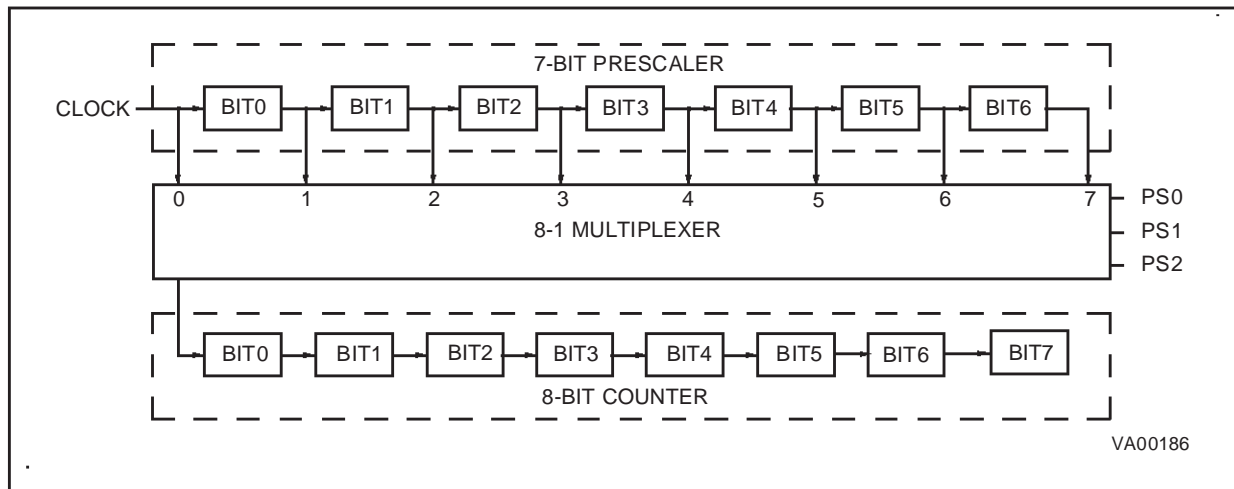 7-BIT PRESCALER
CLOCK BIT0 BIT1 BIT2 BIT3 BIT4 BIT5 BIT6
0 1 2 3 4 5 6 7
8-1 MULTIPLEXER
PS0
PS1
PS2
BIT0 BIT1 BIT2 BIT3 BIT4 BIT5 BIT6 BIT7
8-BIT COUNTER
VA00186